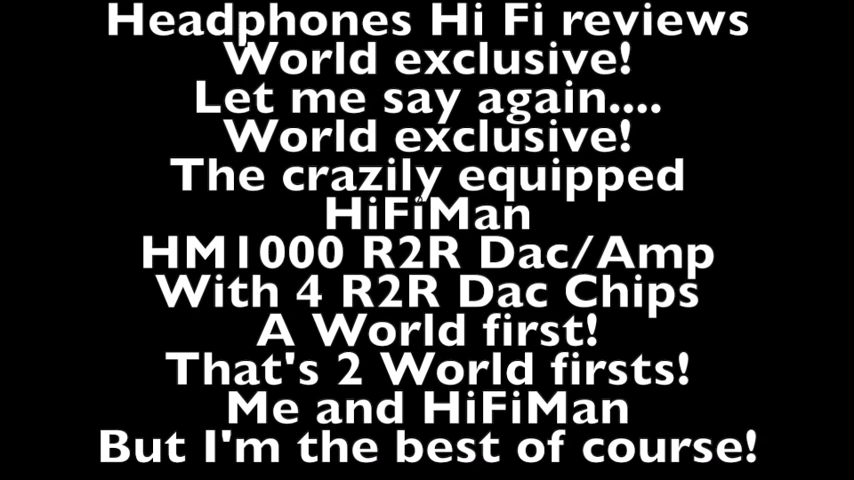 Headphones Hi Fi reviews
World exclusive!
Let me say again....
World exclusive!
The crazily equipped
HiFiMan
HM1000 R2R Dac/Amp
With 4 R2R Dac Chips
A World first!
That's 2 World firsts!
Me and HiFiMan
But I'm the best of course!